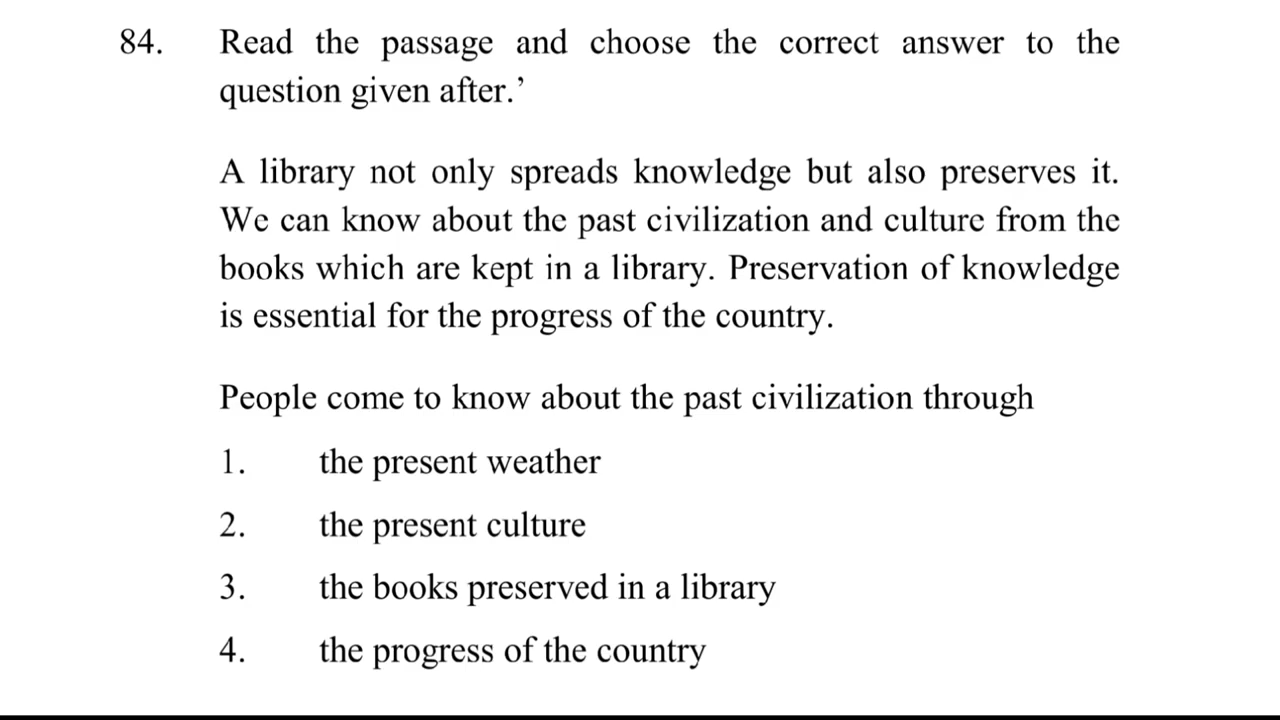 84. Read the passage and choose the correct answer to the
question given after.’
A library not only spreads knowledge but also preserves it.
We can know about the past civilization and culture from the
books which are kept in a library. Preservation of knowledge
is essential for the progress of the country.
People come to know about the past civilization through
1. the present weather
2. the present culture
3. the books preserved in a library
4. the progress of the country